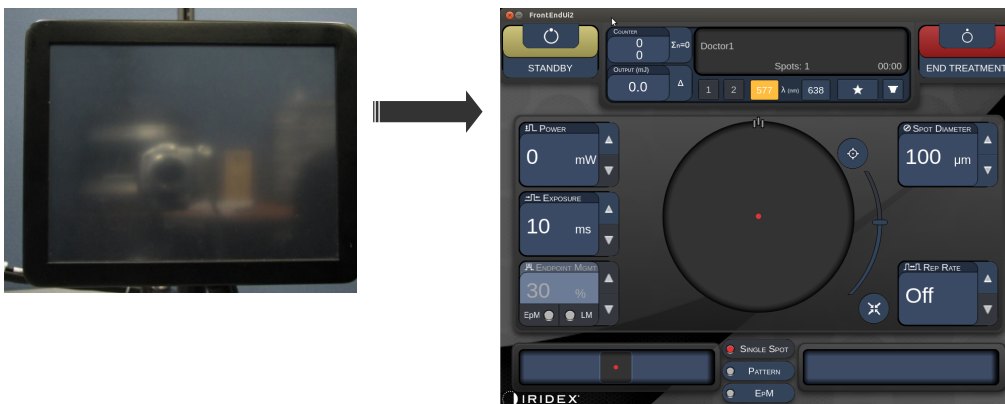 FrontEndUi2
STANDBY
COUNTER
0
0
Σn=0
OUTPUT (mJ)
0.0
Δ
Doctor1
Spots: 1 00:00
1 2 577 λ (nm) 638
END TREATMENT
POWER
0 mW
EXPOSURE
10 ms
ENDPOINT MGMT
30 %
EpM LM
SPOT DIAMETER
100 µm
REP RATE
Off
SINGLE SPOT
PATTERN
EPM
IRIDEX